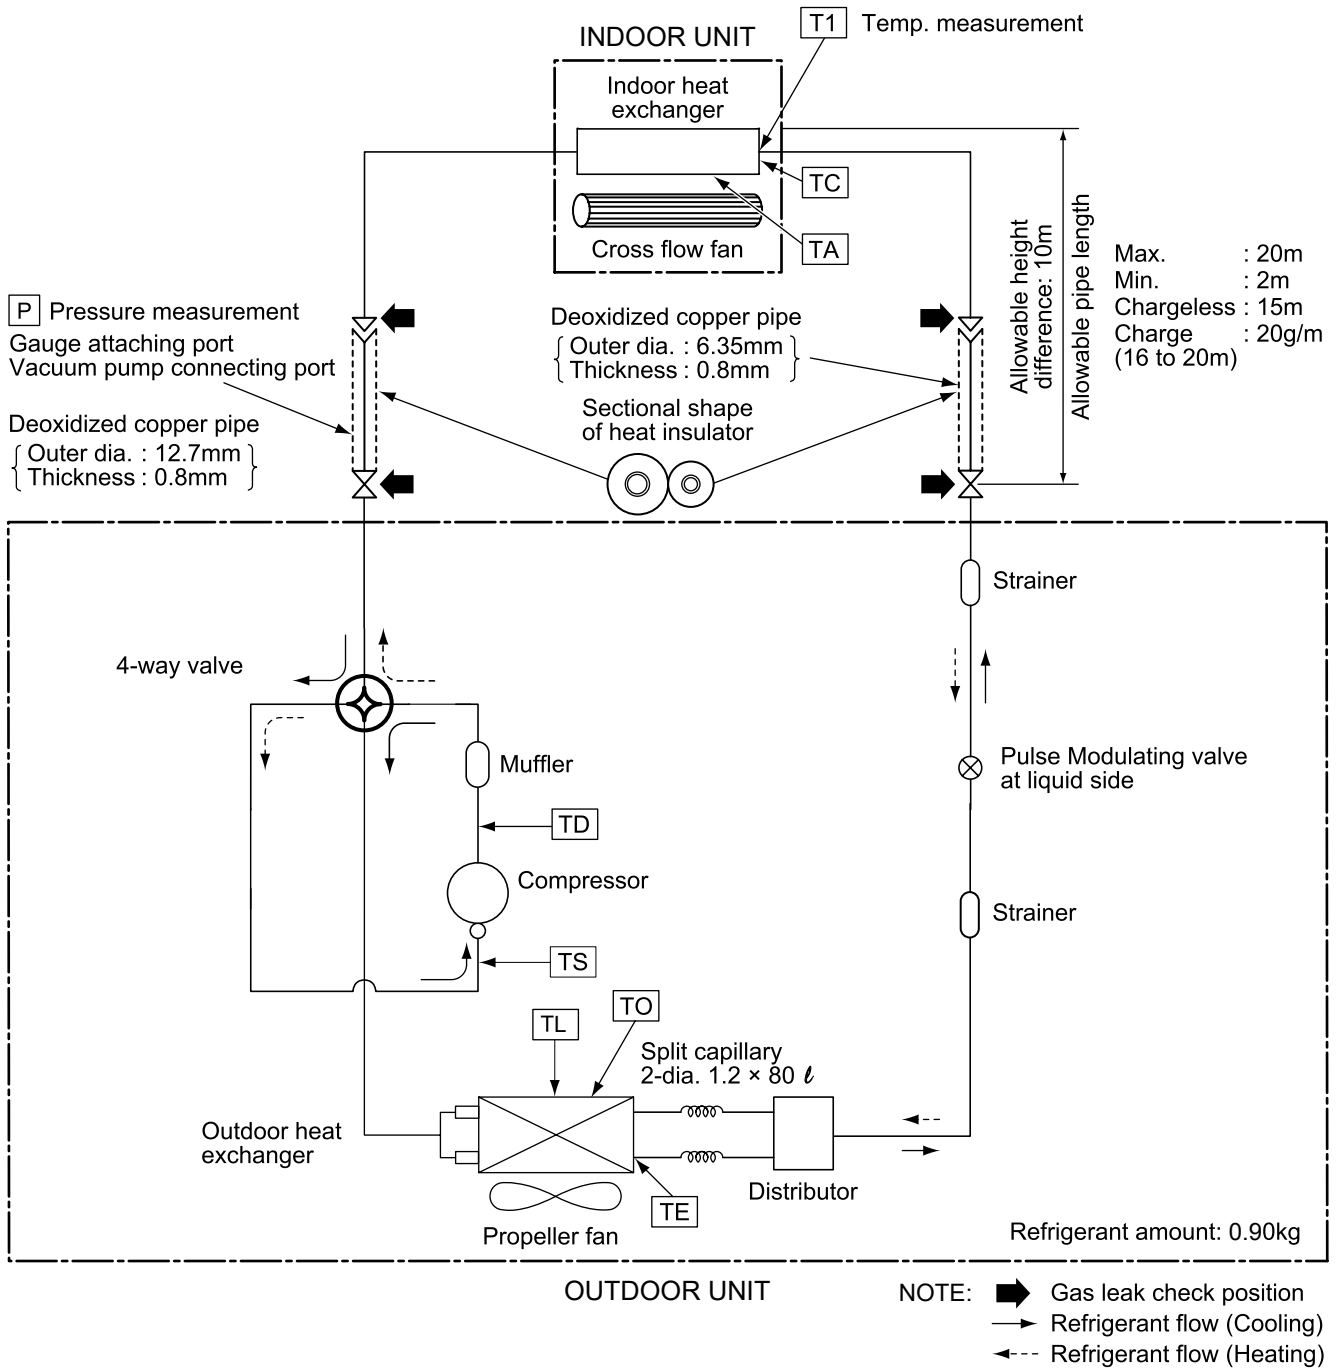 T1 Temp. measurement
INDOOR UNIT
Indoor heat
exchanger
TC
Cross flow fan
TA
Allowable height
difference: 10m
Allowable pipe length
Max. : 20m
Min. : 2m
Chargeless : 15m
Charge : 20g/m
(16 to 20m)
P Pressure measurement
Gauge attaching port
Vacuum pump connecting port
Deoxidized copper pipe
Outer dia. : 12.7mm
Thickness : 0.8mm
Deoxidized copper pipe
Outer dia. : 6.35mm
Thickness : 0.8mm
Sectional shape
of heat insulator
Strainer
4-way valve
Muffler
Pulse Modulating valve
at liquid side
TD
Compressor
Strainer
TS
TO
TL
Split capillary
2-dia. 1.2 × 80 ℓ
Outdoor heat
exchanger
Distributor
TE
Propeller fan
Refrigerant amount: 0.90kg
OUTDOOR UNIT
NOTE: Gas leak check position
Refrigerant flow (Cooling)
Refrigerant flow (Heating)